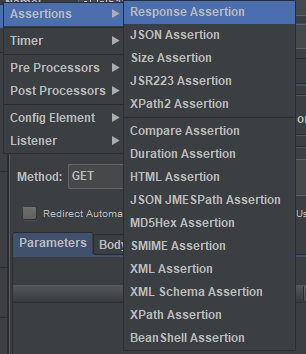 Assertions
Timer
Pre Processors
Post Processors
Config Element
Listener
Response Assertion
JSON Assertion
Size Assertion
JSR223 Assertion
XPath2 Assertion
Compare Assertion
Duration Assertion
HTML Assertion
JSON JMESPath Assertion
MD5Hex Assertion
SMIME Assertion
XML Assertion
XML Schema Assertion
XPath Assertion
BeanShell Assertion
Method: GET
Redirect Automa
Parameters Body